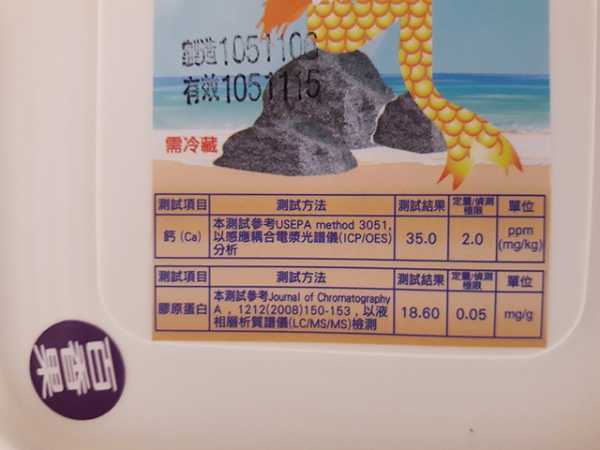 製造1051106
有效1051115
需冷藏
測試項目 測試方法 測試結果 定量/偵測極限 單位
鈣 (Ca) 本測試參考USEPA method 3051, 35.0 2.0 ppm
以感應耦合電漿光譜儀(ICP/OES) (mg/kg)
分析
測試項目 測試方法 測試結果 定量/偵測極限 單位
膠原蛋白 本測試參考Journal of Chromatography 18.60 0.05 mg/g
A , 1212(2008)150-153 , 以液
相層析質譜儀(LC/MS/MS)檢測
百香果